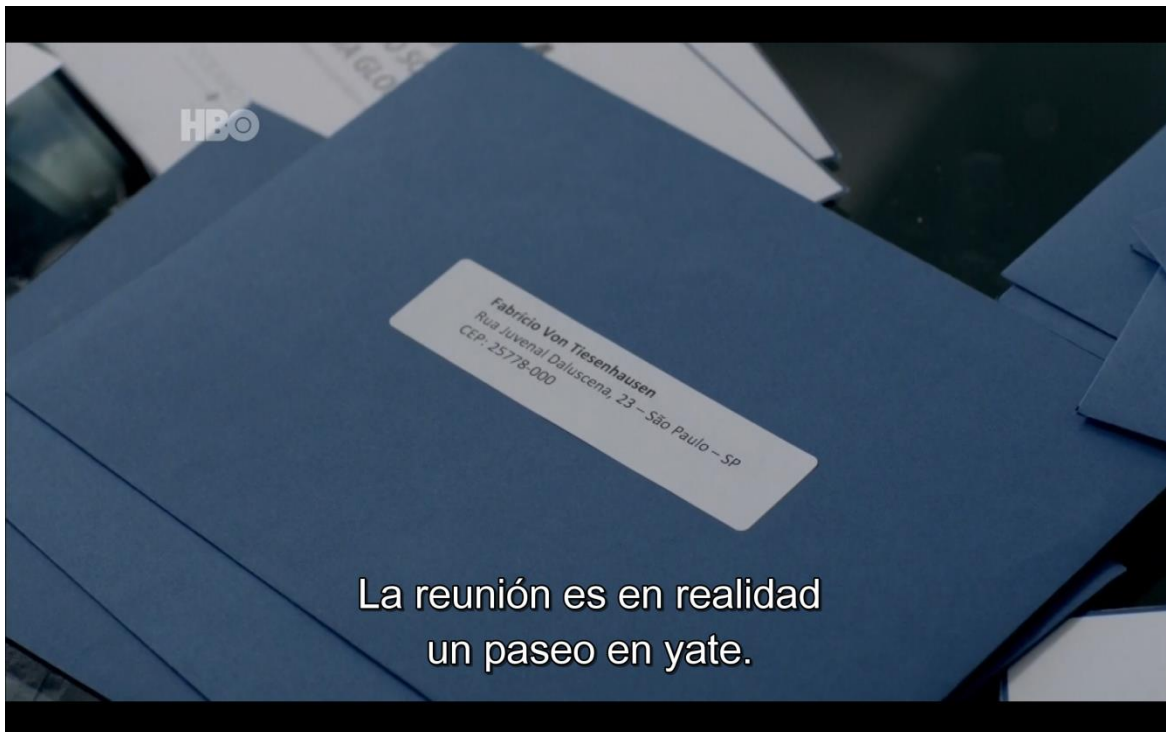 HBO
Fabrício Von Tiesenhausen
Rua Juvenal Daluscena, 23 – São Paulo – SP
CEP: 25778-000
La reunión es en realidad
un paseo en yate.